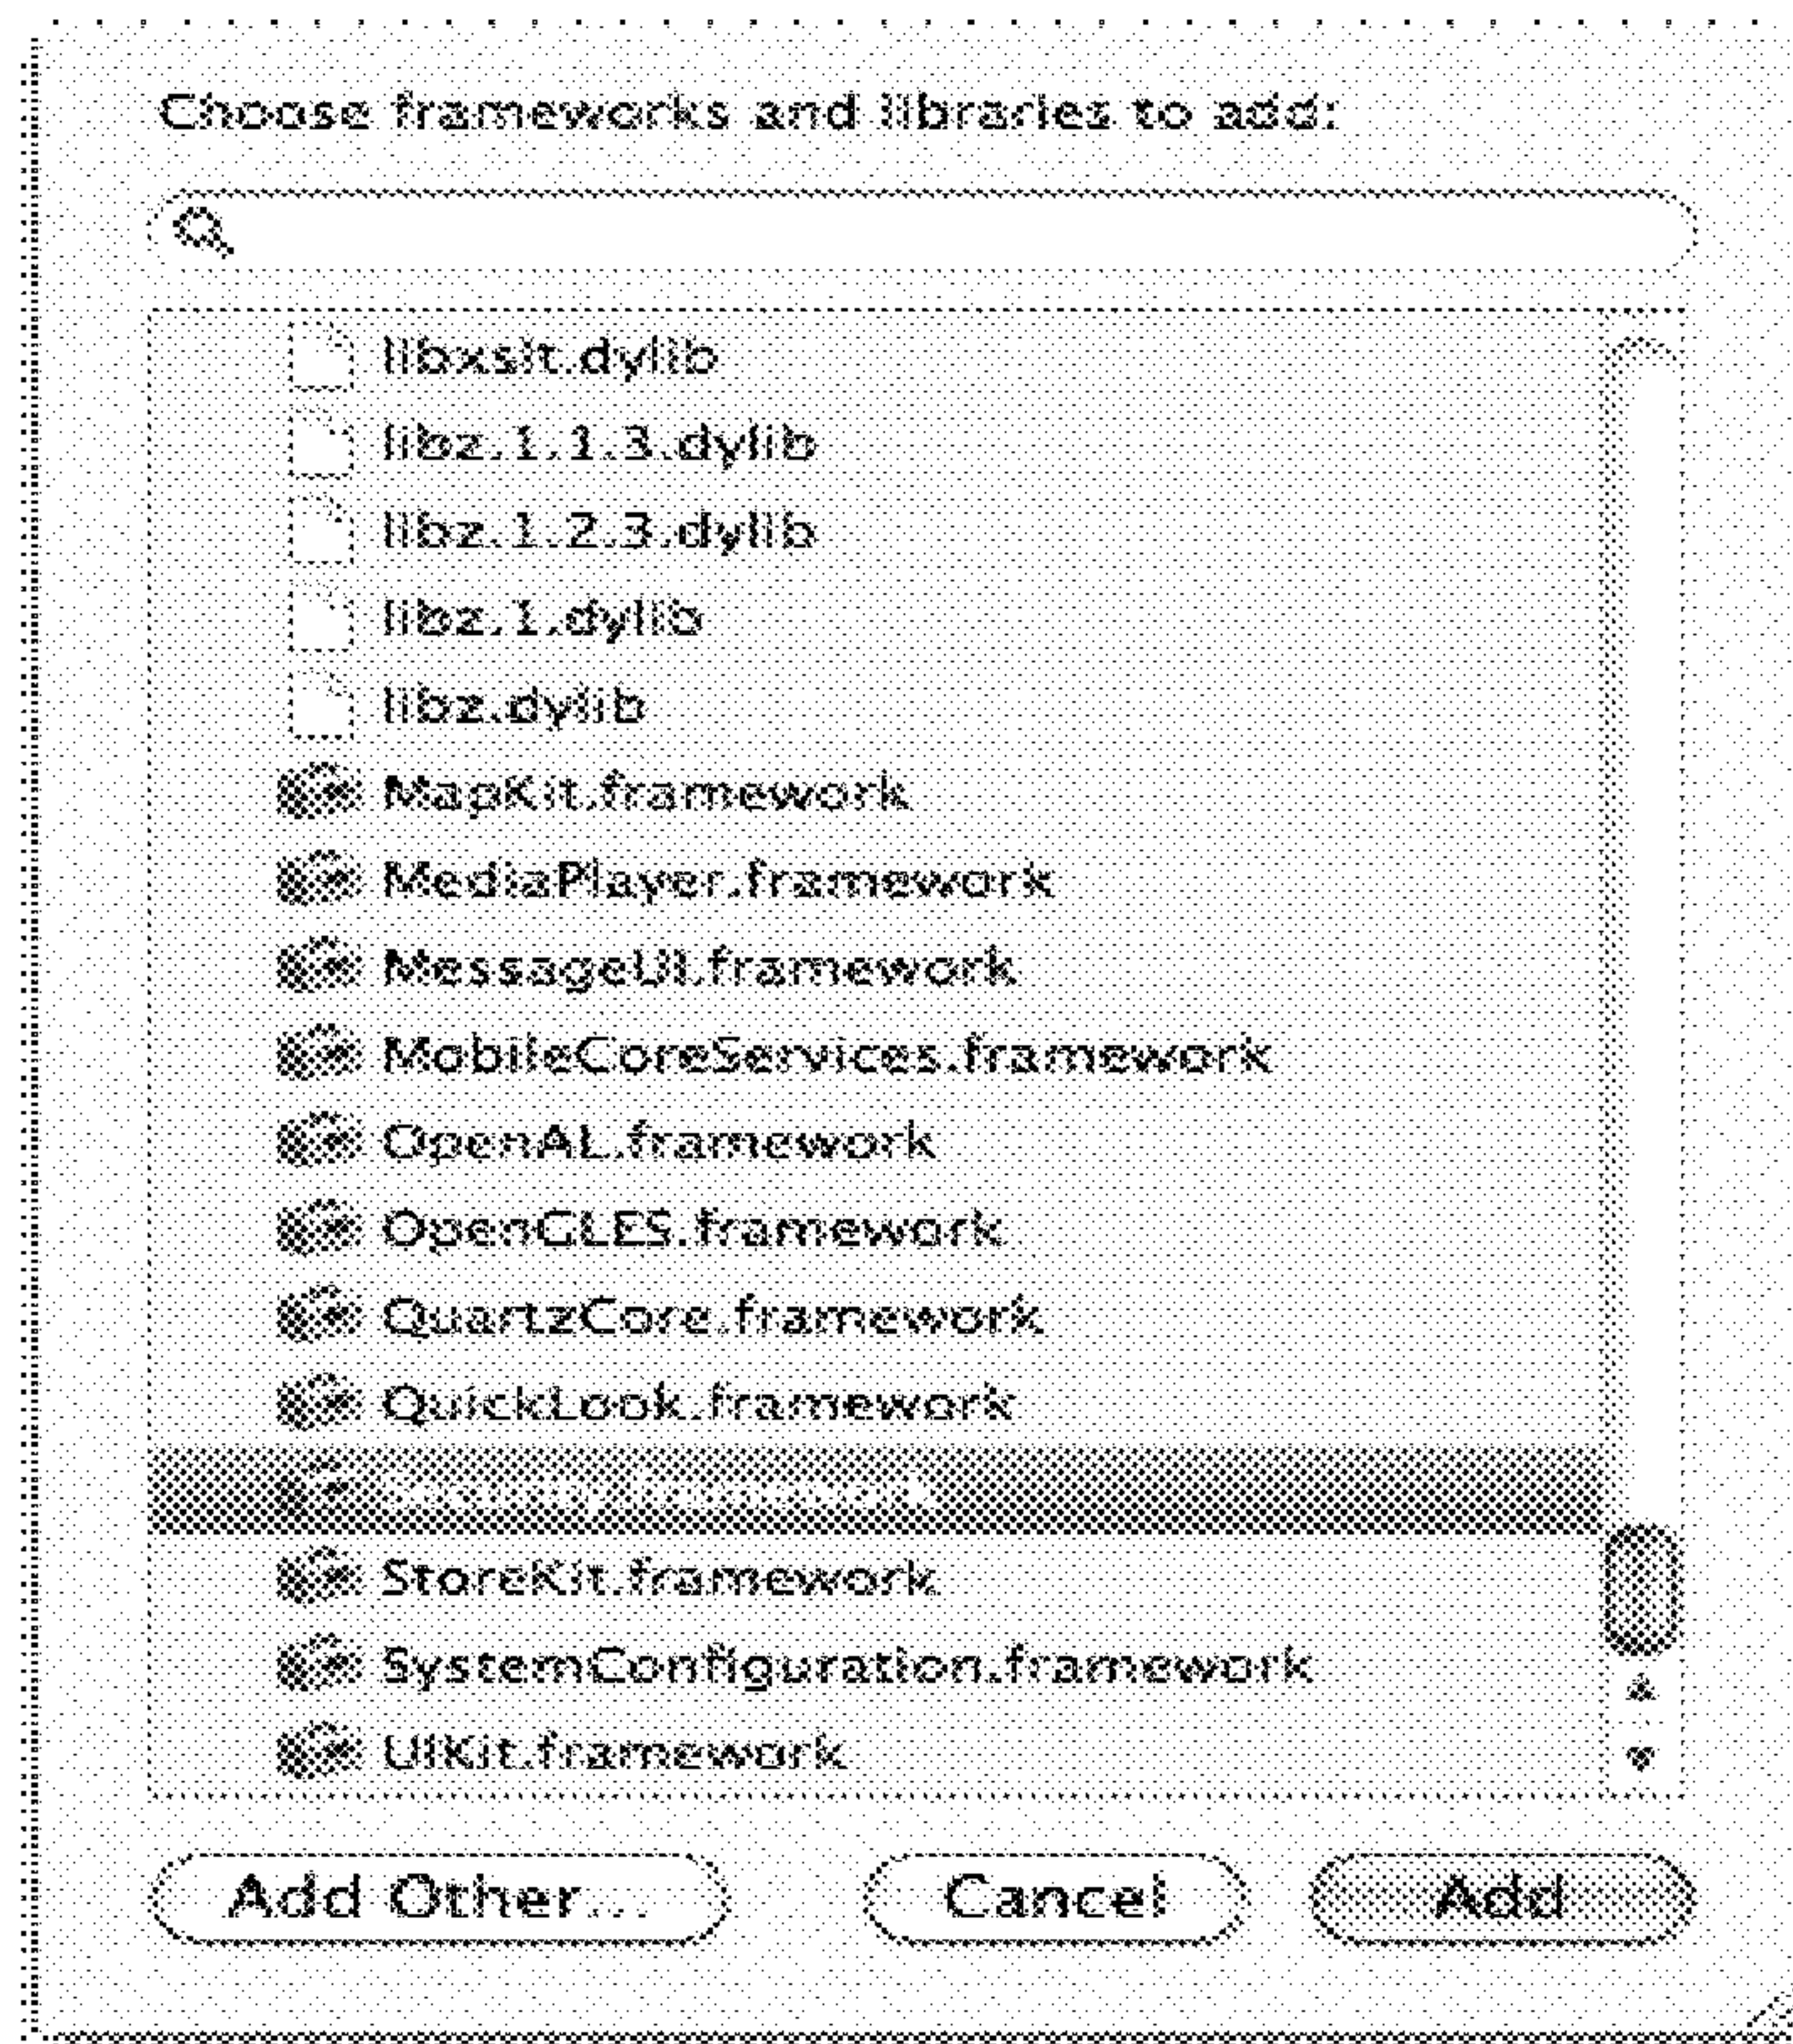 Choose frameworks and libraries to add:
libxslt.dylib
libz.1.1.3.dylib
libz.1.2.3.dylib
libz.1.dylib
libz.dylib
MapKit.framework
MediaPlayer.framework
MessageUI.framework
MobileCoreServices.framework
OpenAL.framework
OpenGLES.framework
QuartzCore.framework
QuickLook.framework
Security.framework
StoreKit.framework
SystemConfiguration.framework
UIKit.framework
Add Other...
Cancel
Add